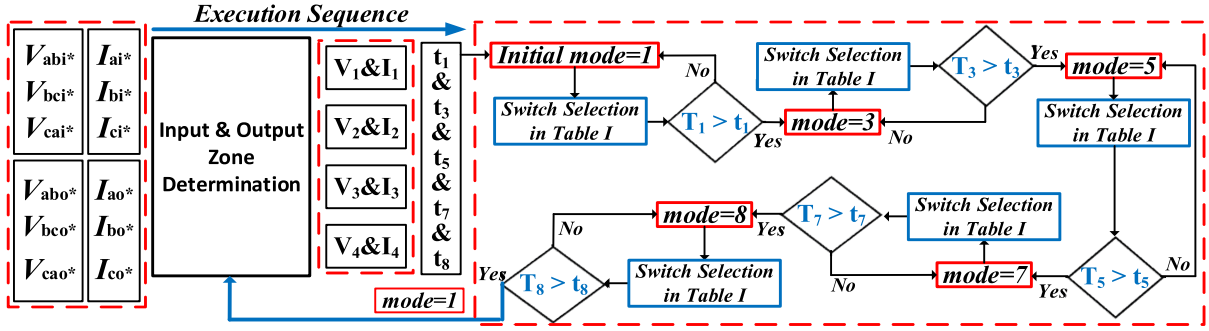 Execution Sequence
Vabi* Iai*
Vbci* Ibi*
Vcai* Ici*
Vabo* Iao*
Vbco* Ibo*
Vcao* Ico*
Input & Output
Zone
Determination
V1&I1
V2&I2
V3&I3
V4&I4
t1
&
t3
&
t5
&
t7
&
t8
Initial mode=1
Switch Selection
in Table I
T1 > t1
No
Yes
mode=3
Switch Selection
in Table I
T3 > t3
No
Yes
mode=5
Switch Selection
in Table I
T5 > t5
No
Yes
mode=7
Switch Selection
in Table I
T7 > t7
No
Yes
mode=8
Switch Selection
in Table I
T8 > t8
No
Yes
mode=1